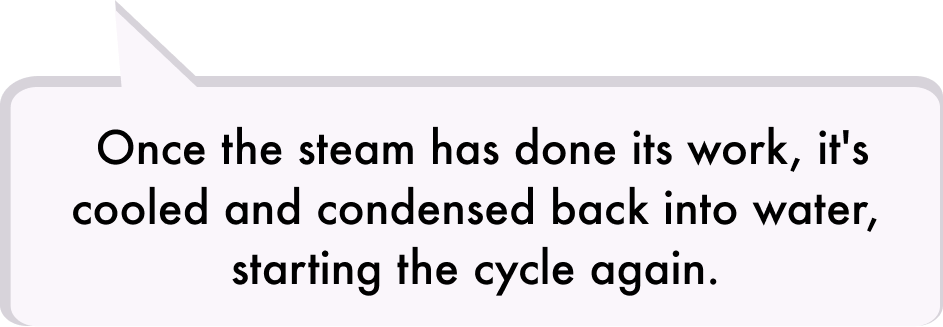 Once the steam has done its work, it's
cooled and condensed back into water,
starting the cycle again.